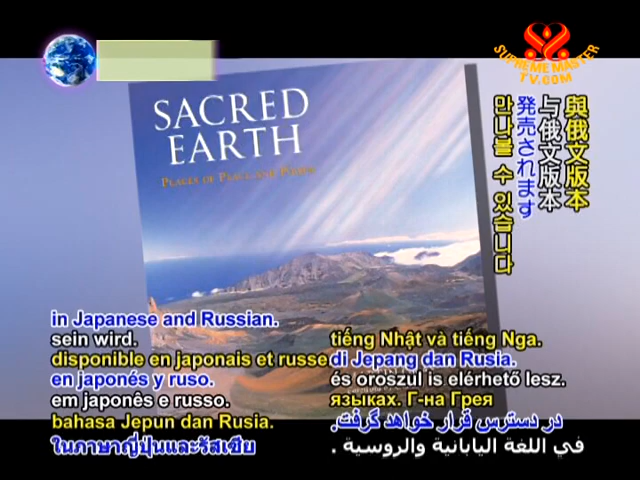 SUPREME MASTER
TV.COM
SACRED
EARTH
PLACES OF PEACE AND POWER
與俄文版本
与俄文版本
発売されます
만나볼 수 있습니다
in Japanese and Russian.
sein wird.
disponible en japonais et russe
en japonés y ruso.
em japonês e russo.
bahasa Jepun dan Rusia.
ในภาษาญี่ปุ่นและรัสเซีย
tiếng Nhật và tiếng Nga.
di Jepang dan Rusia.
és oroszul is elérhető lesz.
языках. Г-на Грея
در دسترس قرار خواهد گرفت.
في اللغة اليابانية والروسية .